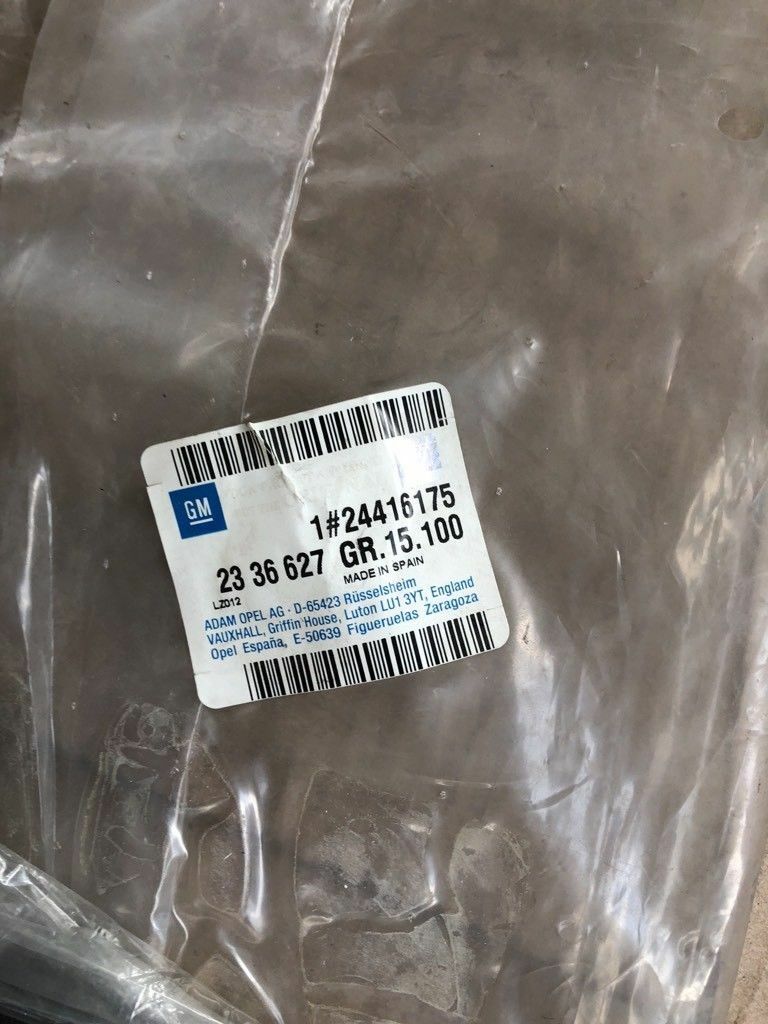 GM
1#24416175
23 36 627 GR.15.100
LZ012 MADE IN SPAIN
ADAM OPEL AG · D-65423 Rüsselsheim
VAUXHALL, Griffin House, Luton LU1 3YT, England
Opel España, E-50639 Figueruelas Zaragoza